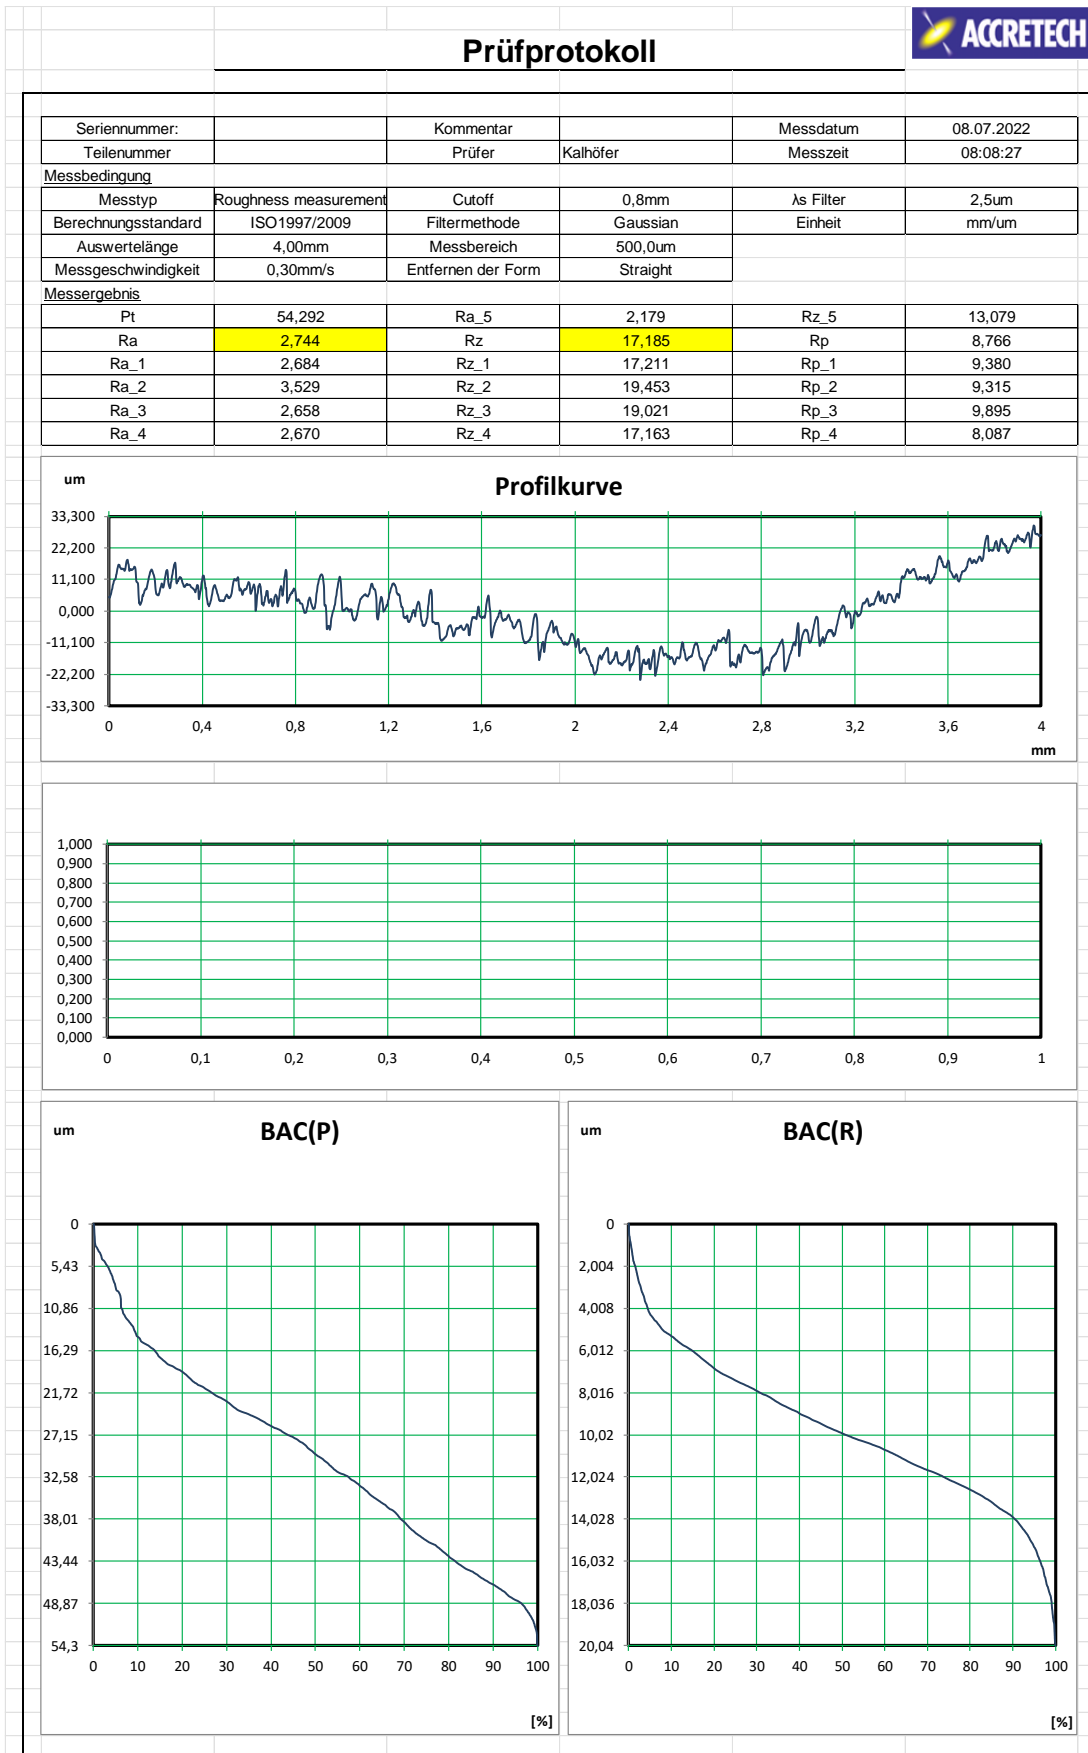 ACCRETECH
Prüfprotokoll
Seriennummer: Kommentar Messdatum 08.07.2022
Teilenummer Prüfer Kalhöfer Messzeit 08:08:27
Messbedingung
Messtyp Roughness measurement Cutoff 0,8mm λs Filter 2,5um
Berechnungsstandard ISO1997/2009 Filtermethode Gaussian Einheit mm/um
Auswertelänge 4,00mm Messbereich 500,0um
Messgeschwindigkeit 0,30mm/s Entfernen der Form Straight
Messergebnis
Pt 54,292 Ra_5 2,179 Rz_5 13,079
Ra 2,744 Rz 17,185 Rp 8,766
Ra_1 2,684 Rz_1 17,211 Rp_1 9,380
Ra_2 3,529 Rz_2 19,453 Rp_2 9,315
Ra_3 2,658 Rz_3 19,021 Rp_3 9,895
Ra_4 2,670 Rz_4 17,163 Rp_4 8,087
um
Profilkurve
33,300
22,200
11,100
0,000
-11,100
-22,200
-33,300
0 0,4 0,8 1,2 1,6 2 2,4 2,8 3,2 3,6 4
mm
1,000
0,900
0,800
0,700
0,600
0,500
0,400
0,300
0,200
0,100
0,000
0 0,1 0,2 0,3 0,4 0,5 0,6 0,7 0,8 0,9 1
um BAC(P)
0
5,43
10,86
16,29
21,72
27,15
32,58
38,01
43,44
48,87
54,3
0 10 20 30 40 50 60 70 80 90 100
[%]
um BAC(R)
0
2,004
4,008
6,012
8,016
10,02
12,024
14,028
16,032
18,036
20,04
0 10 20 30 40 50 60 70 80 90 100
[%]